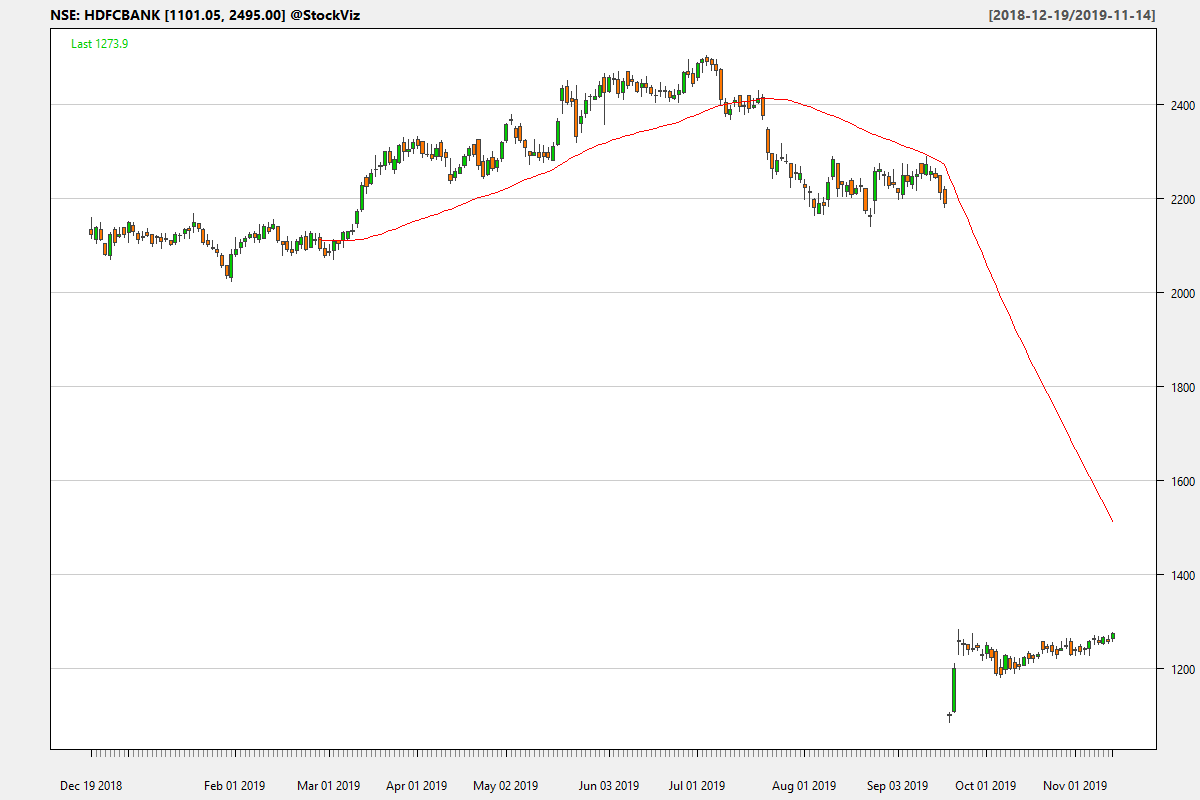 NSE: HDFCBANK [1101.05, 2495.00] @StockViz
[2018-12-19/2019-11-14]
Last 1273.9
2400
2200
2000
1800
1600
1400
1200
Dec 19 2018 Feb 01 2019 Mar 01 2019 Apr 01 2019 May 02 2019 Jun 03 2019 Jul 01 2019 Aug 01 2019 Sep 03 2019 Oct 01 2019 Nov 01 2019